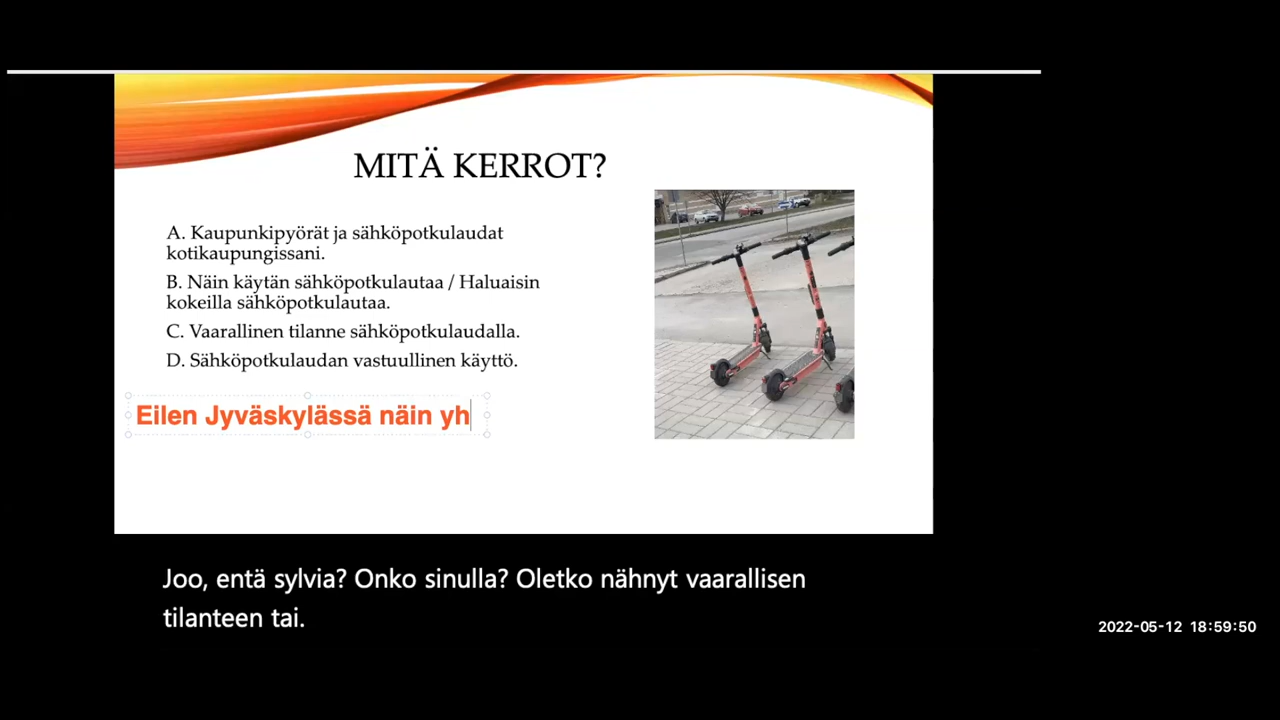 MITÄ KERROT?
A. Kaupunkipyörät ja sähköpotkulaudat
kotikaupungissani.
B. Näin käytän sähköpotkulautaa / Haluaisin
kokeilla sähköpotkulautaa.
C. Vaarallinen tilanne sähköpotkulaudalla.
D. Sähköpotkulaudan vastuullinen käyttö.
Eilen Jyväskylässä näin yh
Joo, entä sylvia? Onko sinulla? Oletko nähnyt vaarallisen
tilanteen tai.
2022-05-12 18:59:50